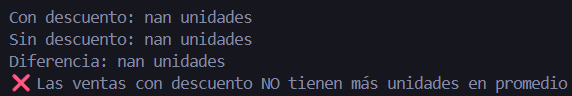 Con descuento: nan unidades
Sin descuento: nan unidades
Diferencia: nan unidades
❌ Las ventas con descuento NO tienen más unidades en promedio